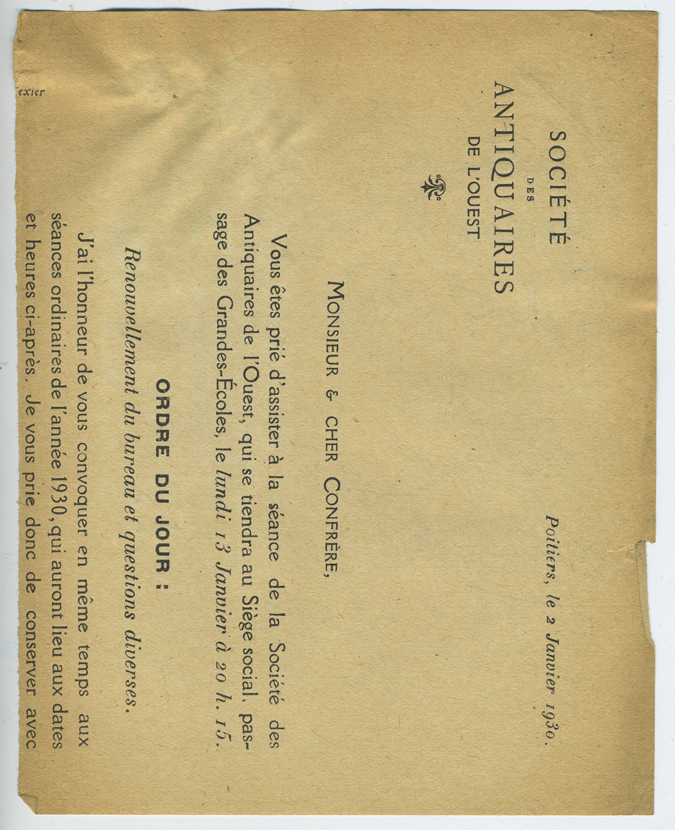 SOCIÉTÉ
DES
ANTIQUAIRES
DE L'OUEST
Poitiers, le 2 Janvier 1930.
MONSIEUR & CHER CONFRÈRE,
Vous êtes prié d'assister à la séance de la Société des
Antiquaires de l'Ouest, qui se tiendra au Siège social, pas-
sage des Grandes-Écoles, le lundi 13 Janvier à 20 h. 15.
ORDRE DU JOUR :
Renouvellement du bureau et questions diverses.
J'ai l'honneur de vous convoquer en même temps aux
séances ordinaires de l'année 1930, qui auront lieu aux dates
et heures ci-après. Je vous prie donc de conserver avec
exier